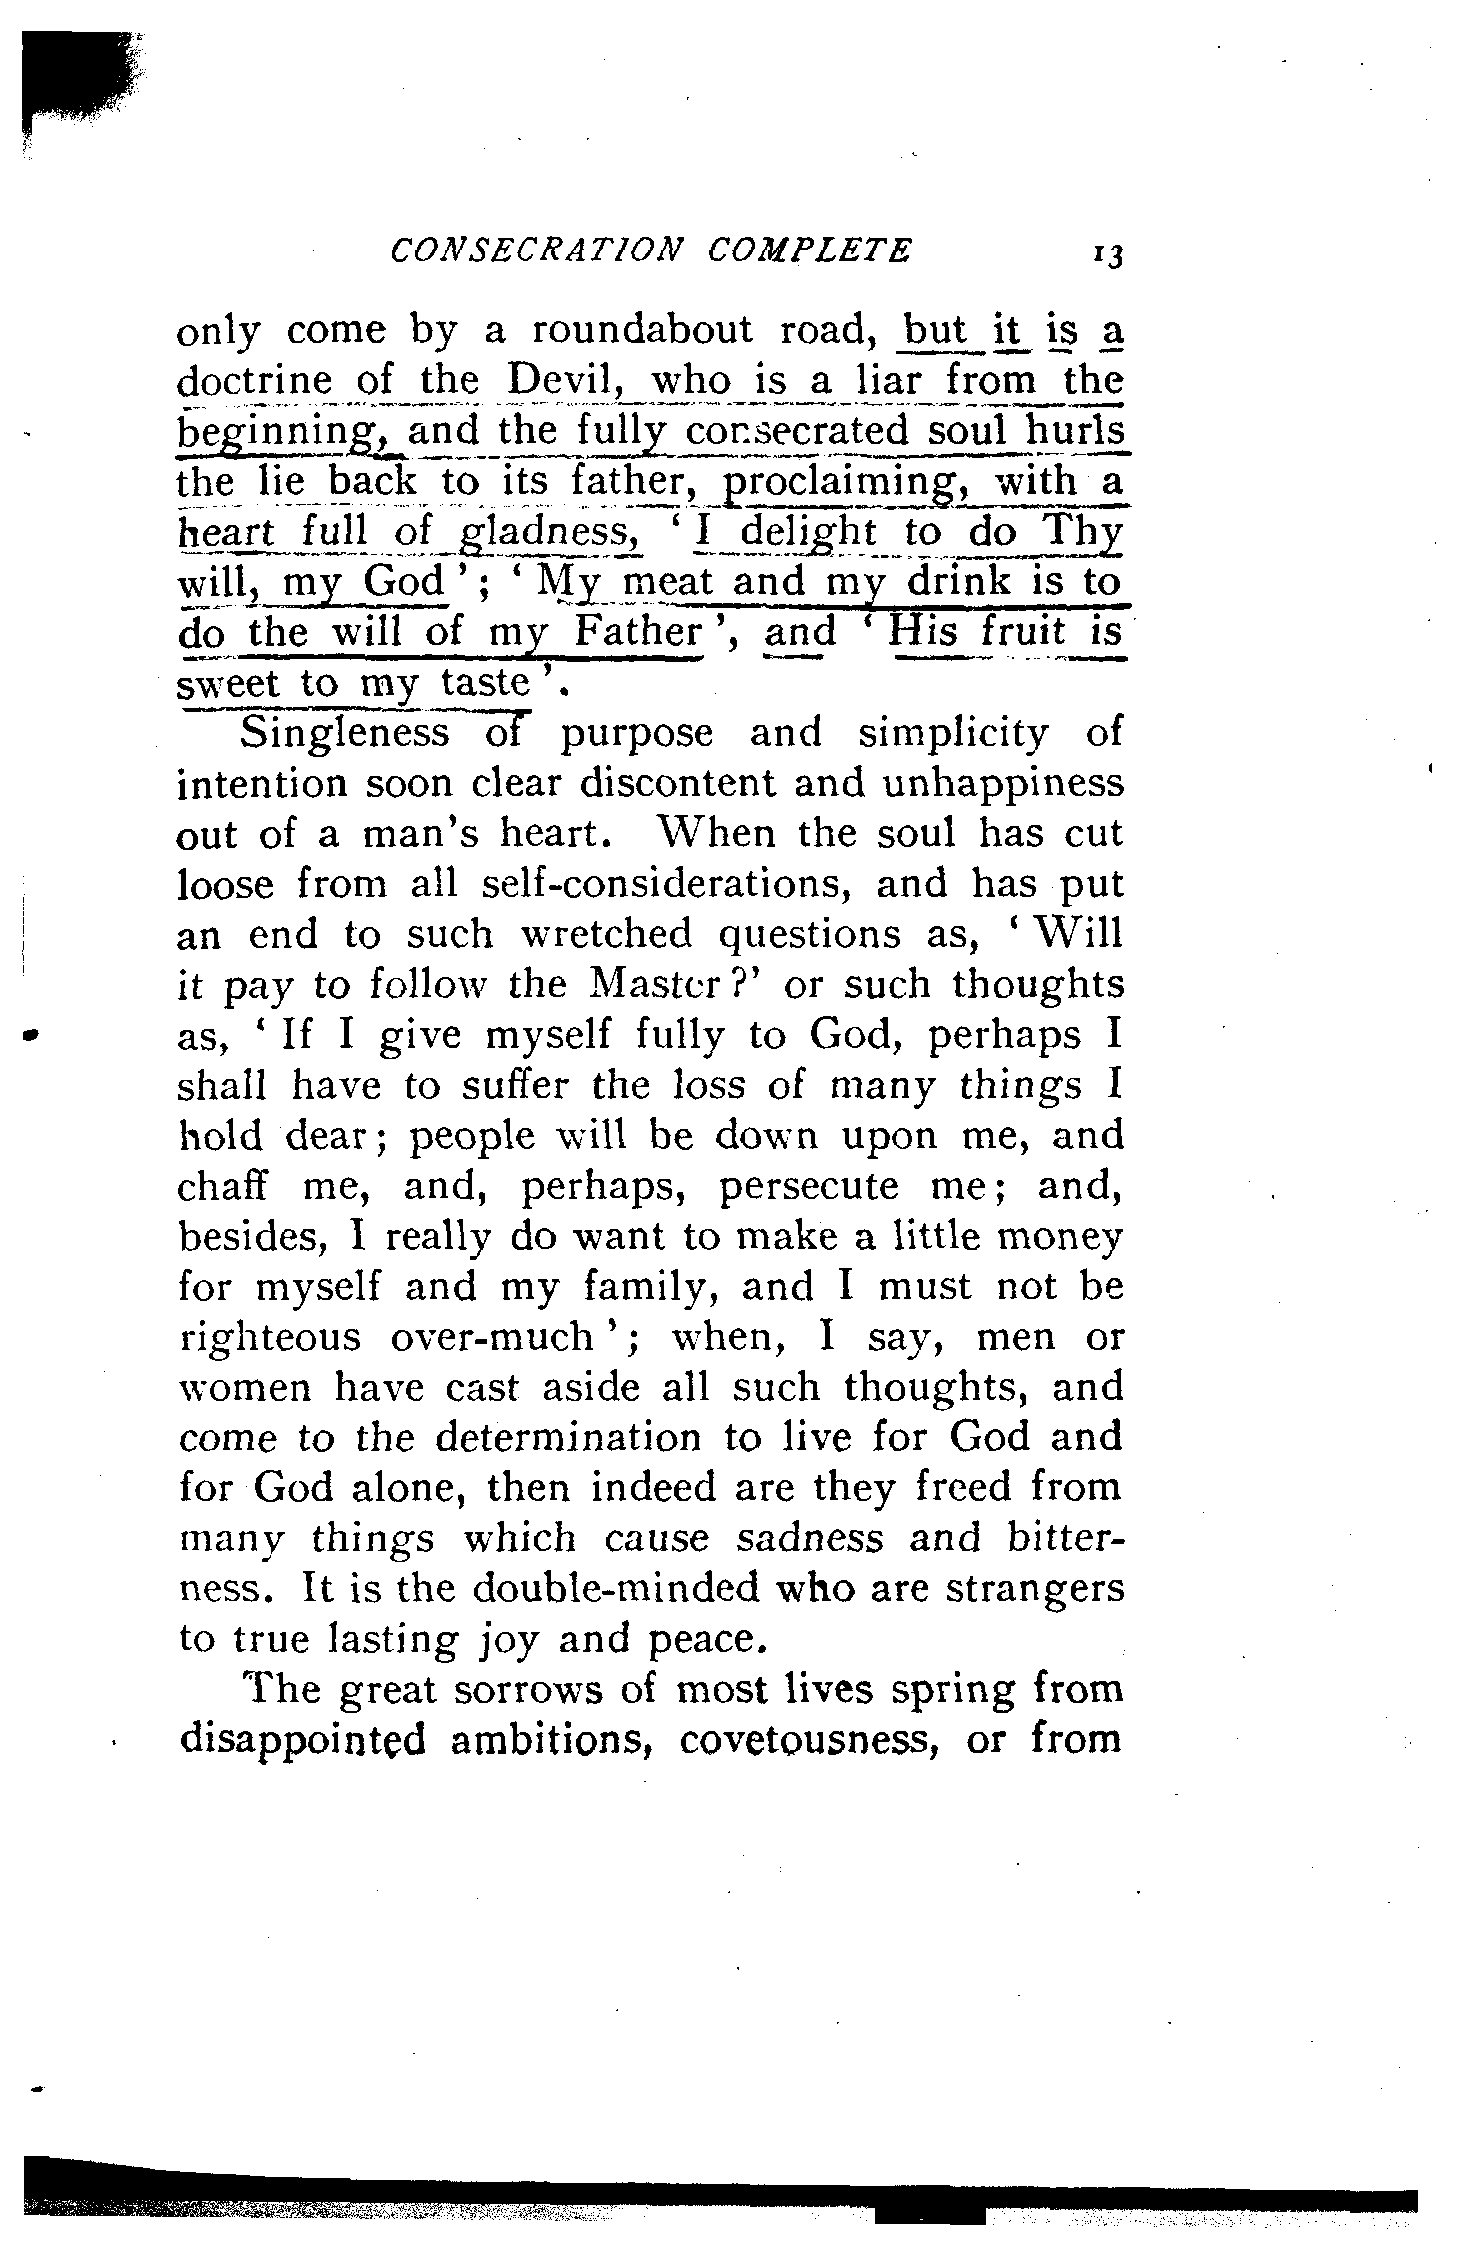 CONSECRATION COMPLETE 13
only come by a roundabout road, but it is a
doctrine of the Devil, who is a liar from the
beginning, and the fully consecrated soul hurls
the lie back to its father, proclaiming, with a
heart full of gladness, ‘ I delight to do Thy
will, my God ’ ; ‘ My meat and my drink is to
do the will of my Father ’, and ‘ His fruit is
sweet to my taste ’.
Singleness of purpose and simplicity of
intention soon clear discontent and unhappiness
out of a man’s heart. When the soul has cut
loose from all self-considerations, and has put
an end to such wretched questions as, ‘ Will
it pay to follow the Master ?’ or such thoughts
as, ‘ If I give myself fully to God, perhaps I
shall have to suffer the loss of many things I
hold dear ; people will be down upon me, and
chaff me, and, perhaps, persecute me ; and,
besides, I really do want to make a little money
for myself and my family, and I must not be
righteous over-much ’ ; when, I say, men or
women have cast aside all such thoughts, and
come to the determination to live for God and
for God alone, then indeed are they freed from
many things which cause sadness and bitter-
ness. It is the double-minded who are strangers
to true lasting joy and peace.
The great sorrows of most lives spring from
disappointed ambitions, covetousness, or from